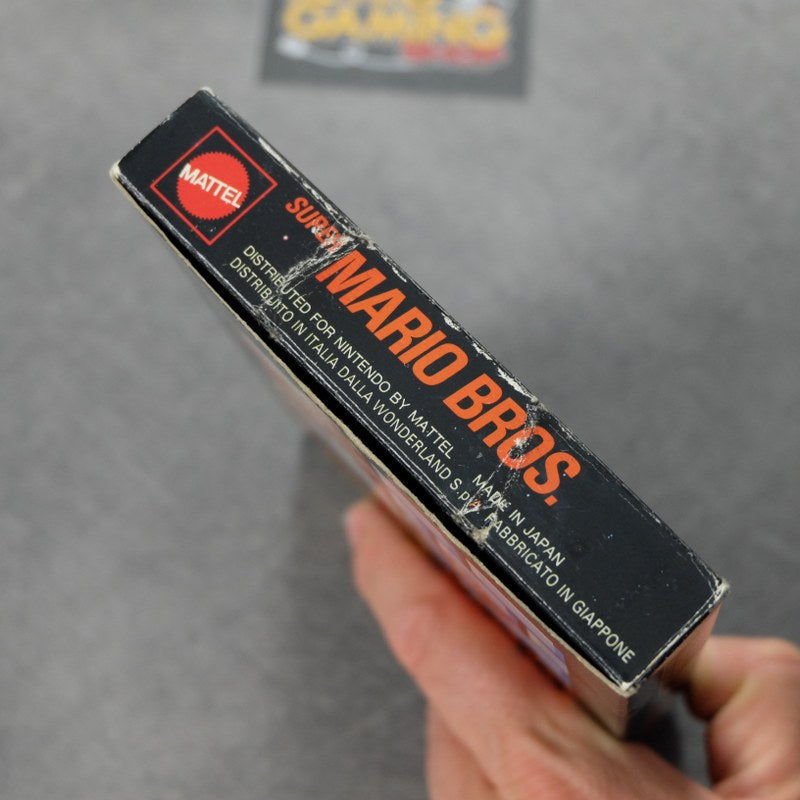 GAMING
MATTEL
SUPER
MARIO BROS.
DISTRIBUTED FOR NINTENDO BY MATTEL MADE IN JAPAN
DISTRIBUITO IN ITALIA DALLA WONDERLAND S.p.A. FABBRICATO IN GIAPPONE